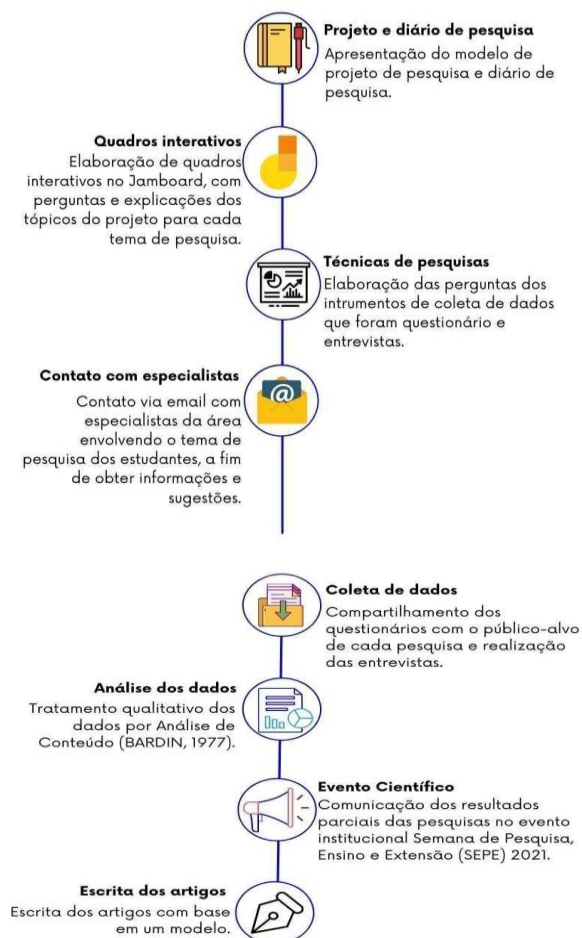 Projeto e diário de pesquisa
Apresentação do modelo de
projeto de pesquisa e diário de
pesquisa.
Quadros interativos
Elaboração de quadros
interativos no Jamboard, com
perguntas e explicações dos
tópicos do projeto para cada
tema de pesquisa.
Técnicas de pesquisas
Elaboração das perguntas dos
intrumentos de coleta de dados
que foram questionário e
entrevistas.
Contato com especialistas
Contato via email com
especialistas da área
envolvendo o tema de
pesquisa dos estudantes, a fim
de obter informações e
sugestões.
@
Coleta de dados
Compartilhamento dos
questionários com o público-alvo
de cada pesquisa e realização
das entrevistas.
Análise dos dados
Tratamento qualitativo dos
dados por Análise de
Conteúdo (BARDIN, 1977).
Evento Científico
Comunicação dos resultados
parciais das pesquisas no evento
institucional Semana de Pesquisa,
Ensino e Extensão (SEPE) 2021.
Escrita dos artigos
Escrita dos artigos com base
em um modelo.